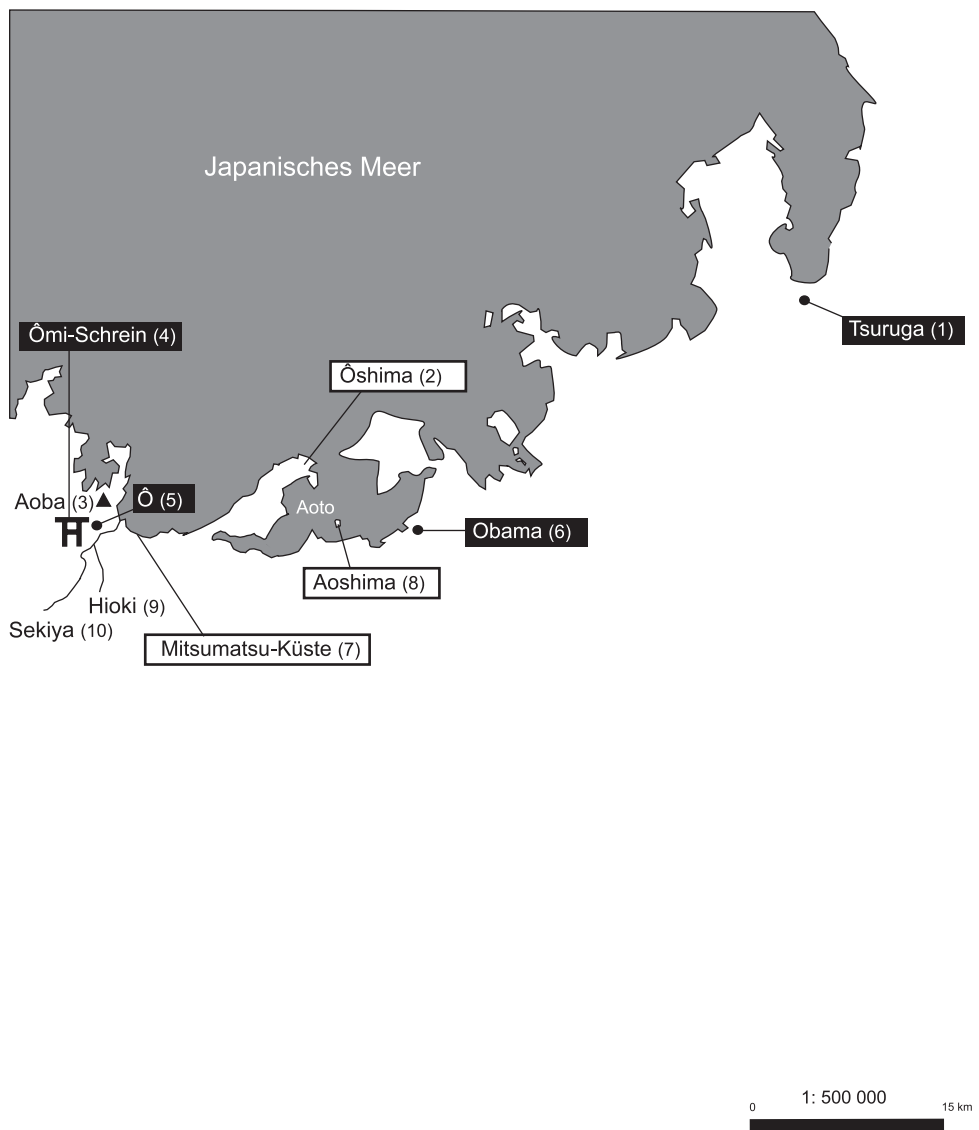 Japanisches Meer
Ômi-Schrein (4)
Tsuruga (1)
Ôshima (2)
Aoba (3)
Ô (5)
Aoto
Obama (6)
Aoshima (8)
Hioki (9)
Sekiya (10)
Mitsumatsu-Küste (7)
1: 500 000
0
15 km